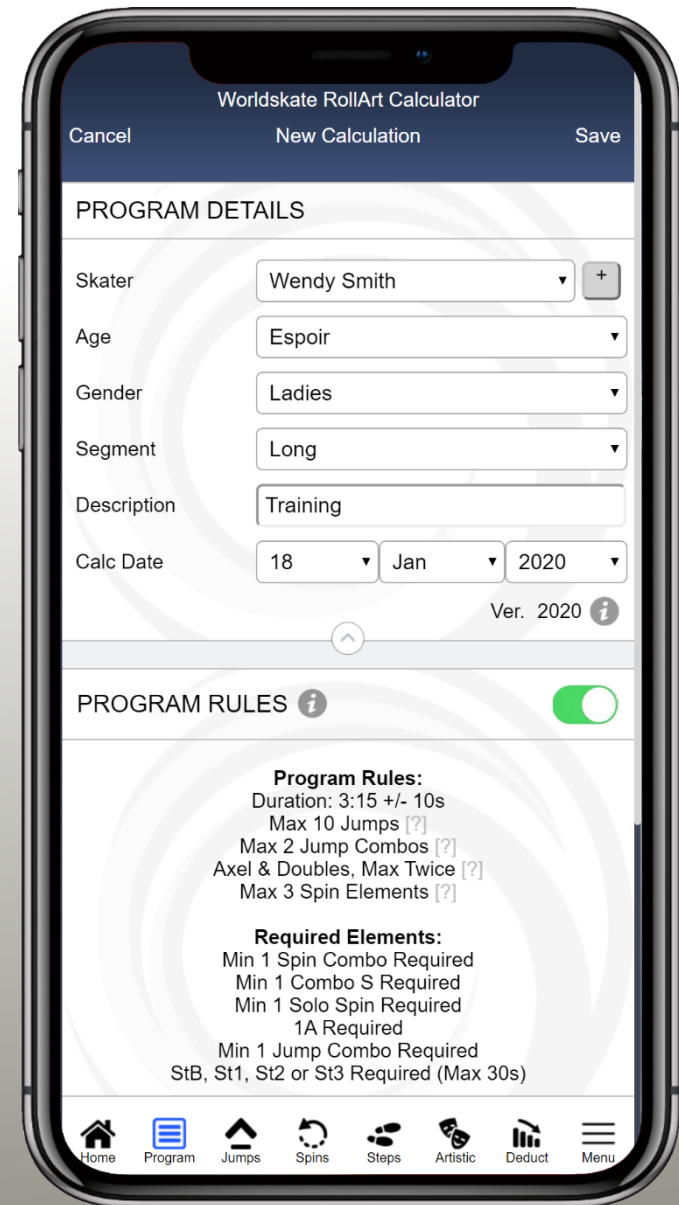 Worldskate RollArt Calculator
Cancel New Calculation Save
PROGRAM DETAILS
Skater Wendy Smith +
Age Espoir
Gender Ladies
Segment Long
Description Training
Calc Date 18 Jan 2020
Ver. 2020 i
PROGRAM RULES i
Program Rules:
Duration: 3:15 +/- 10s
Max 10 Jumps [?]
Max 2 Jump Combos [?]
Axel & Doubles, Max Twice [?]
Max 3 Spin Elements [?]
Required Elements:
Min 1 Spin Combo Required
Min 1 Combo S Required
Min 1 Solo Spin Required
1A Required
Min 1 Jump Combo Required
StB, St1, St2 or St3 Required (Max 30s)
Home Program Jumps Spins Steps Artistic Deduct Menu